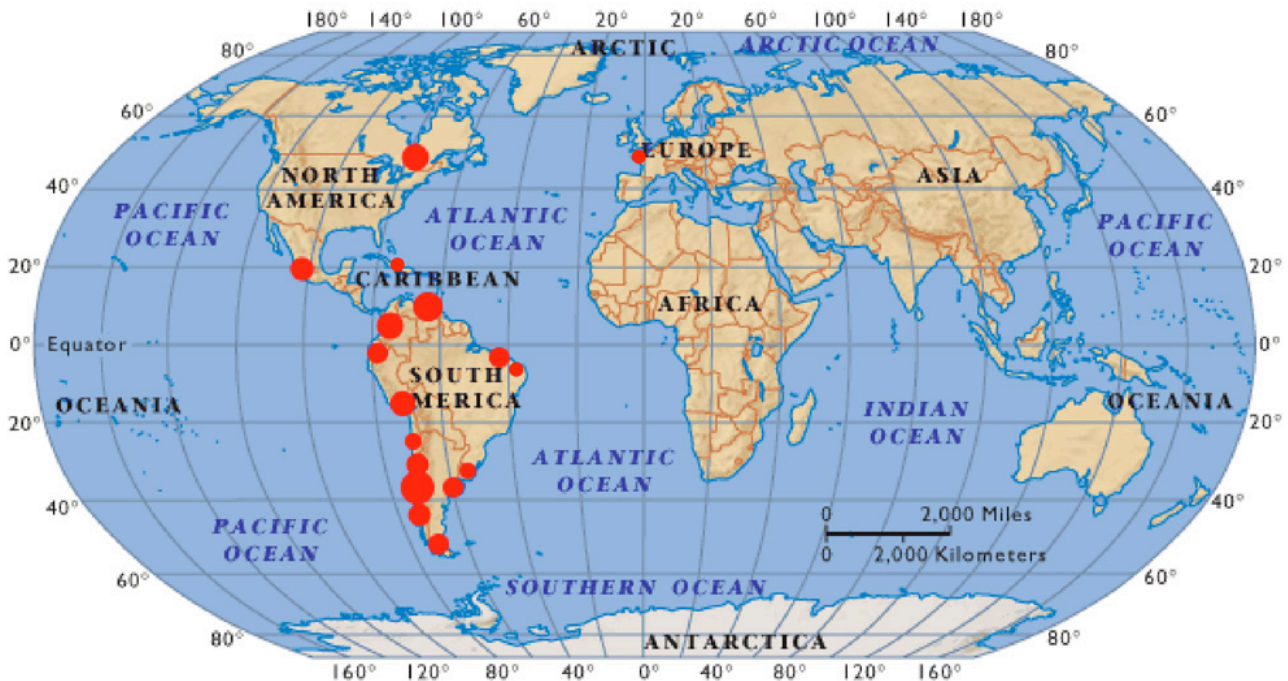 180° 140° 100° 60° 20° 20° 60° 100° 140° 180°
80° ARCTIC ARCTIC OCEAN 80°
60° 60°
EUROPE
NORTH AMERICA
ASIA
40° 40°
PACIFIC OCEAN
ATLANTIC OCEAN
PACIFIC OCEAN
20° CARIBBEAN 20°
AFRICA
0° Equator 0°
SOUTH MERICA
OCEANIA
INDIAN OCEAN
OCEANIA
20° 20°
ATLANTIC OCEAN
40° 40°
PACIFIC OCEAN
0 2,000 Miles
0 2,000 Kilometers
60° SOUTHERN OCEAN 60°
80° ANTARCTICA 80°
160° 120° 80° 40° 0° 40° 80° 120° 160°